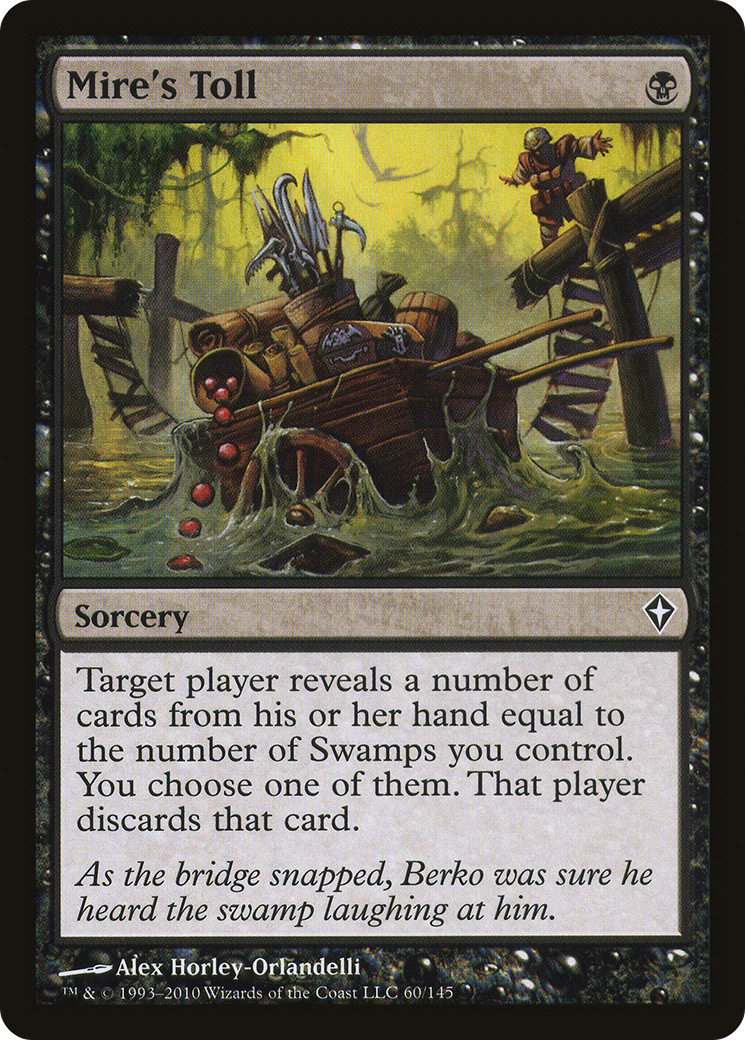 Mire's Toll
Sorcery
Target player reveals a number of
cards from his or her hand equal to
the number of Swamps you control.
You choose one of them. That player
discards that card.
As the bridge snapped, Berko was sure he
heard the swamp laughing at him.
Alex Horley-Orlandelli
™ & © 1993–2010 Wizards of the Coast LLC 60/145